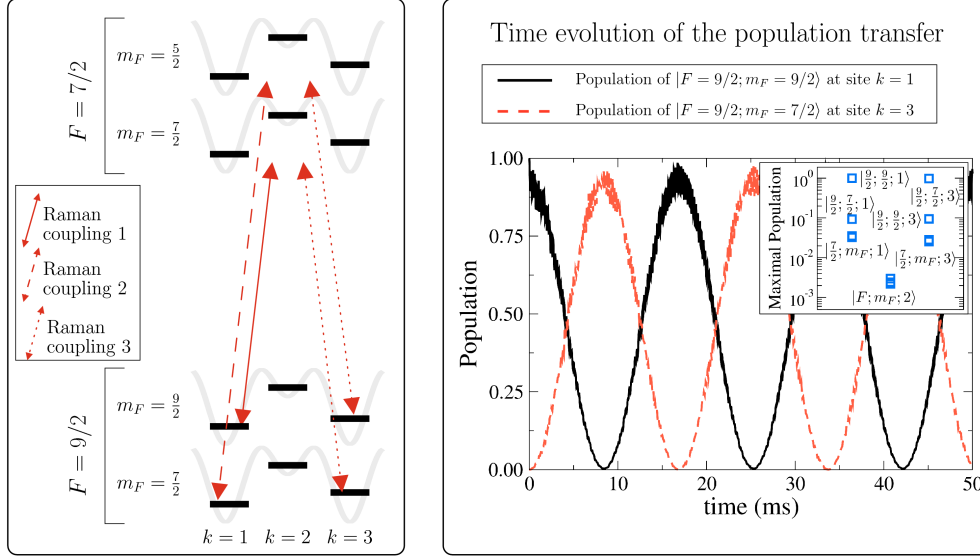 F = 7/2
m_F = 5/2
m_F = 7/2
Raman
coupling 1
Raman
coupling 2
Raman
coupling 3
F = 9/2
m_F = 9/2
m_F = 7/2
k = 1 k = 2 k = 3
Time evolution of the population transfer
Population of |F = 9/2; m_F = 9/2⟩ at site k = 1
Population of |F = 9/2; m_F = 7/2⟩ at site k = 3
Population
1.00
0.75
0.50
0.25
0.00
0 10 20 30 40 50
time (ms)
Maximal Population
10^0
10^-1
10^-2
10^-3
|9/2; 9/2; 1⟩
|9/2; 7/2; 3⟩
|9/2; 7/2; 1⟩
|9/2; 9/2; 3⟩
|7/2; m_F; 1⟩
|7/2; m_F; 3⟩
|F; m_F; 2⟩